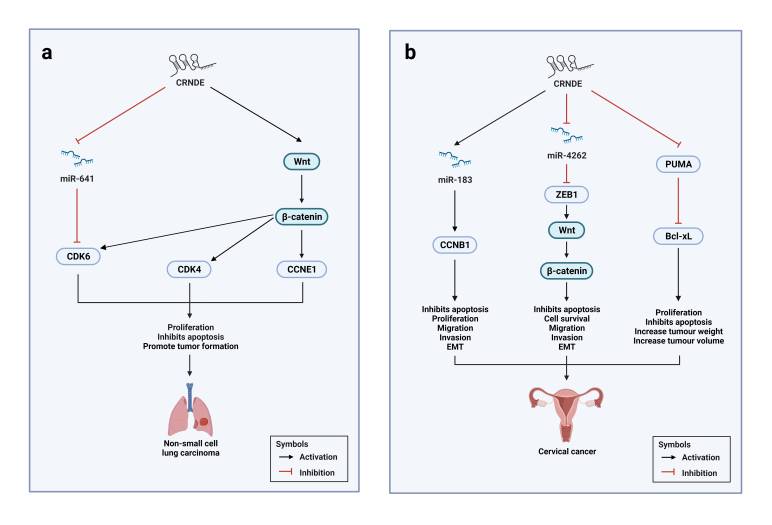 a
CRNDE
miR-641
Wnt
β-catenin
CDK6
CDK4
CCNE1
Proliferation
Inhibits apoptosis
Promote tumor formation
Non-small cell
lung carcinoma
Symbols
Activation
Inhibition
b
CRNDE
miR-183
miR-4262
PUMA
ZEB1
CCNB1
Wnt
Bcl-xL
β-catenin
Inhibits apoptosis
Proliferation
Migration
Invasion
EMT
Inhibits apoptosis
Cell survival
Migration
Invasion
EMT
Proliferation
Inhibits apoptosis
Increase tumour weight
Increase tumour volume
Cervical cancer
Symbols
Activation
Inhibition